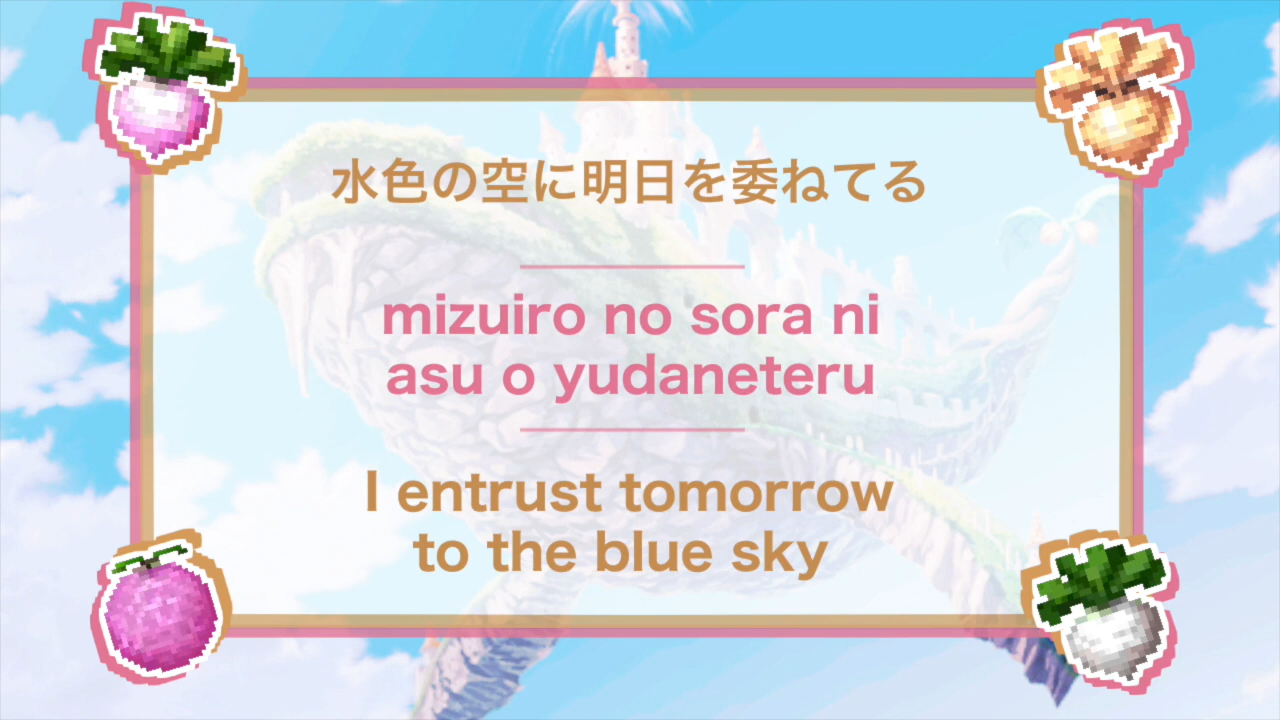 水色の空に明日を委ねてる
mizuiro no sora ni
asu o yudaneteru
I entrust tomorrow
to the blue sky